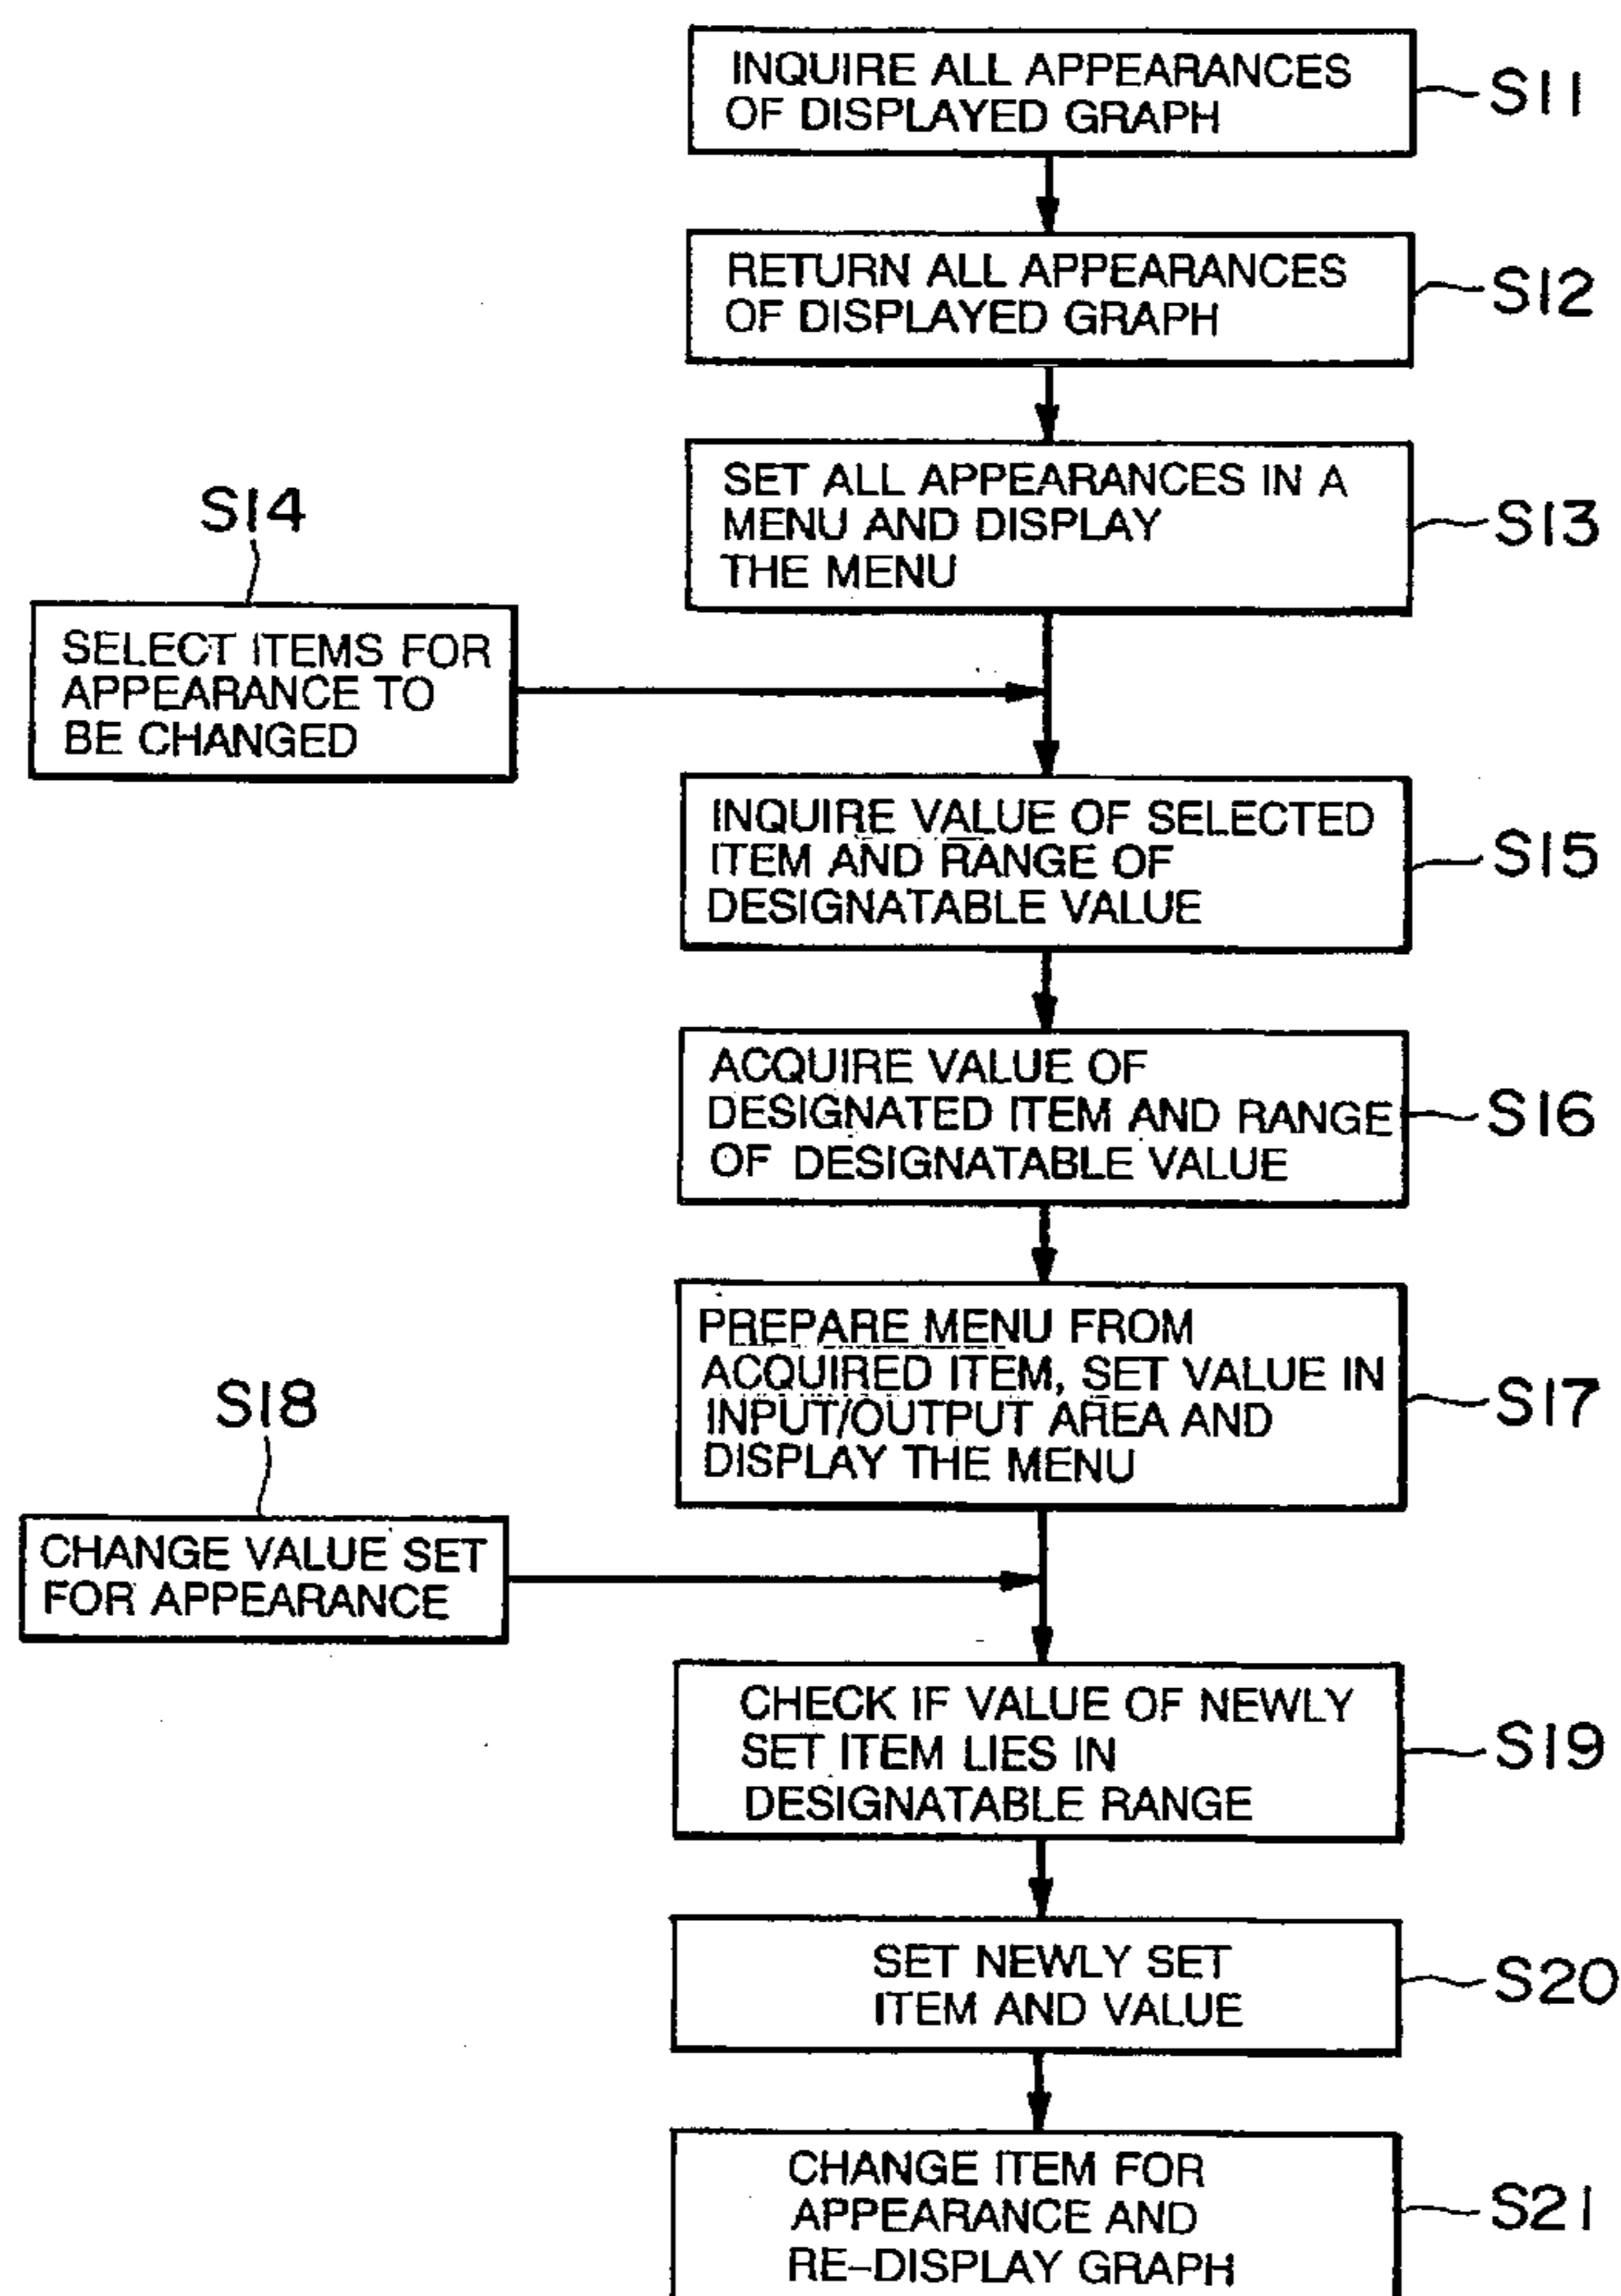 INQUIRE ALL APPEARANCES
OF DISPLAYED GRAPH
S11
RETURN ALL APPEARANCES
OF DISPLAYED GRAPH
S12
SET ALL APPEARANCES IN A
MENU AND DISPLAY
THE MENU
S13
S14
SELECT ITEMS FOR
APPEARANCE TO
BE CHANGED
INQUIRE VALUE OF SELECTED
ITEM AND RANGE OF
DESIGNATABLE VALUE
S15
ACQUIRE VALUE OF
DESIGNATED ITEM AND RANGE
OF DESIGNATABLE VALUE
S16
PREPARE MENU FROM
ACQUIRED ITEM, SET VALUE IN
INPUT/OUTPUT AREA AND
DISPLAY THE MENU
S17
S18
CHANGE VALUE SET
FOR APPEARANCE
CHECK IF VALUE OF NEWLY
SET ITEM LIES IN
DESIGNATABLE RANGE
S19
SET NEWLY SET
ITEM AND VALUE
S20
CHANGE ITEM FOR
APPEARANCE AND
RE-DISPLAY GRAPH
S21